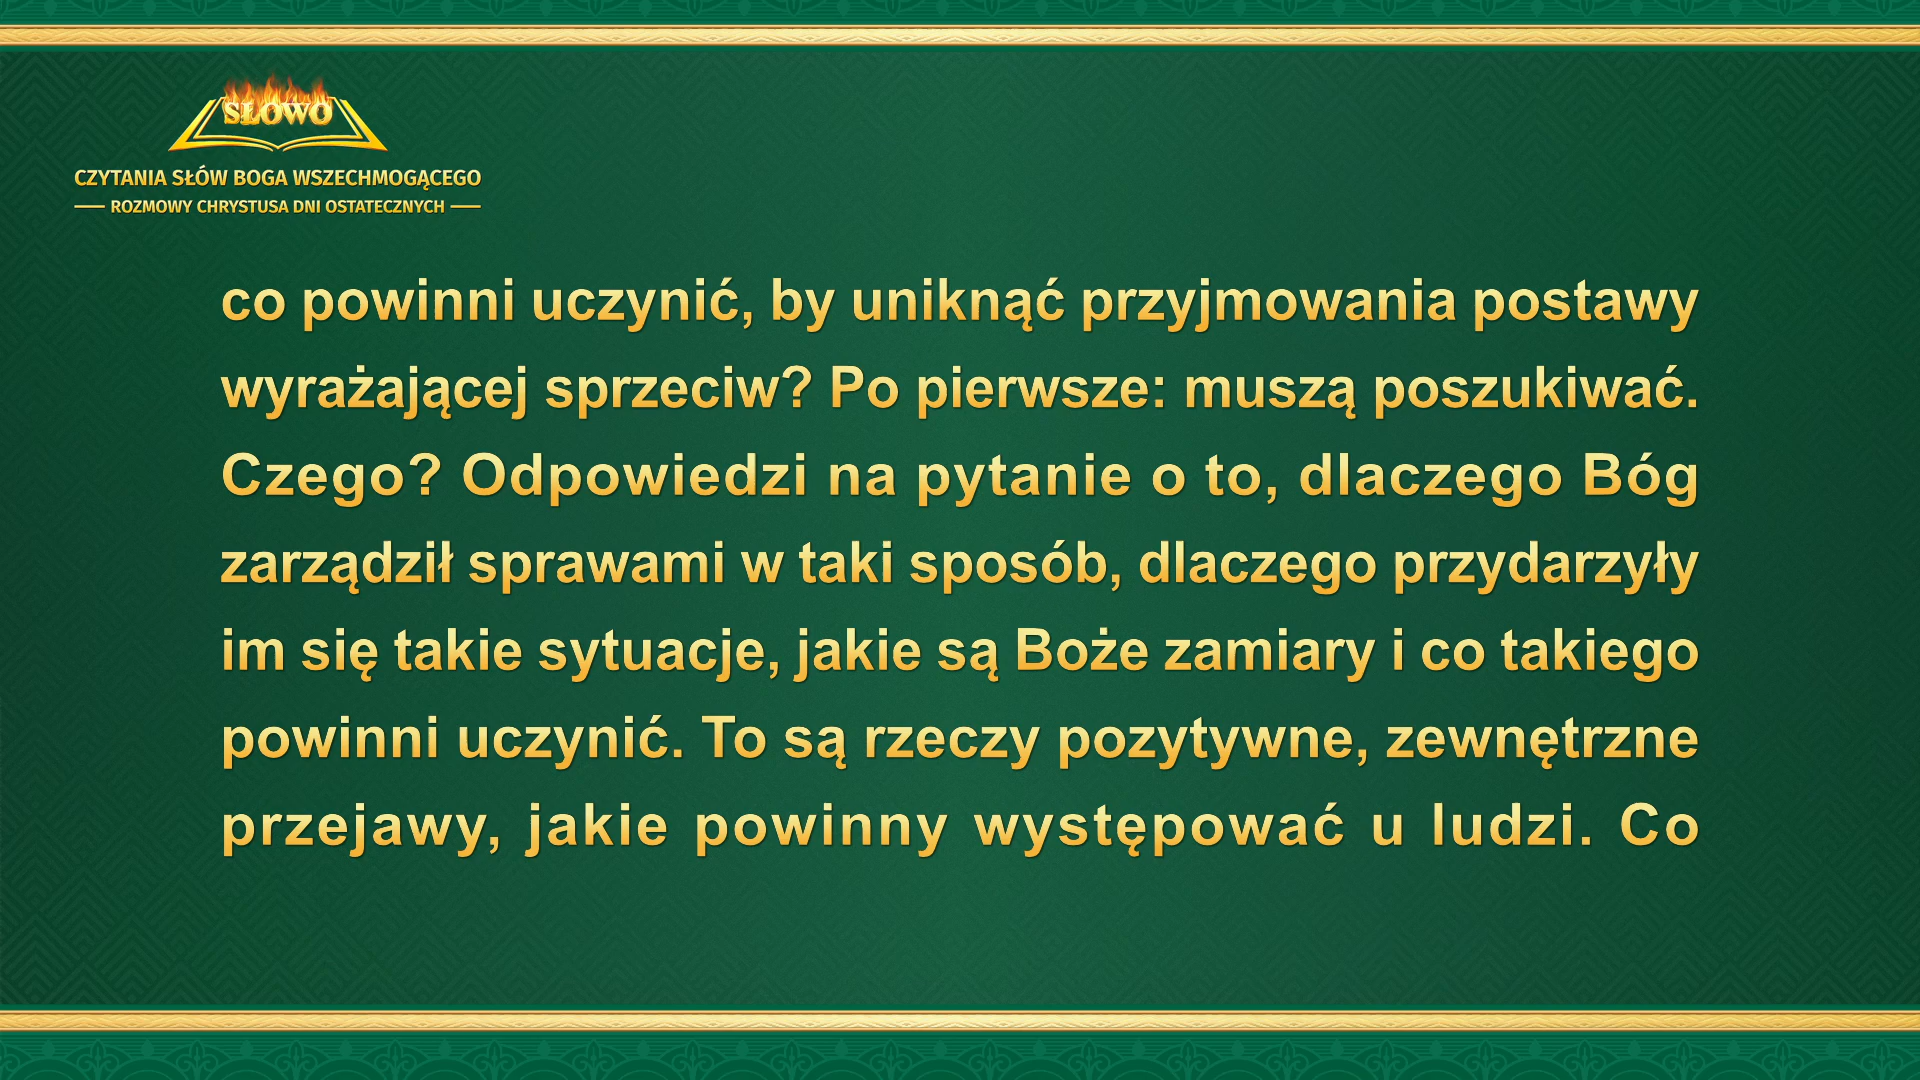 SŁOWO
CZYTANIA SŁÓW BOGA WSZECHMOGĄCEGO
ROZMOWY CHRYSTUSA DNI OSTATECZNYCH
co powinni uczynić, by uniknąć przyjmowania postawy
wyrażającej sprzeciw? Po pierwsze: muszą poszukiwać.
Czego? Odpowiedzi na pytanie o to, dlaczego Bóg
zarządził sprawami w taki sposób, dlaczego przydarzyły
im się takie sytuacje, jakie są Boże zamiary i co takiego
powinni uczynić. To są rzeczy pozytywne, zewnętrzne
przejawy, jakie powinny występować u ludzi. Co